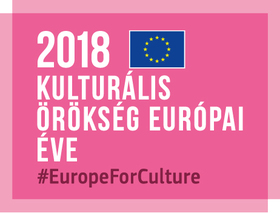 2018
KULTURÁLIS
ÖRÖKSÉG EURÓPAI
ÉVE
#EuropeForCulture